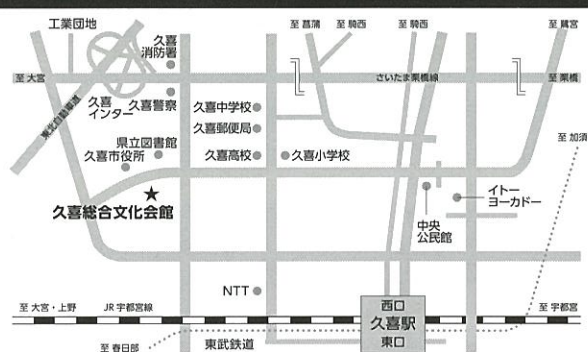 工業団地
久喜
消防署
至 菖蒲
至 騎西
至 騎西
至 鷲宮
至 大宮
さいたま栗橋線
至 栗橋
東北自動車道
久喜
インター
久喜警察
久喜中学校
久喜郵便局
県立図書館
久喜市役所
久喜高校
久喜小学校
至 加須
★
久喜総合文化会館
中央
公民館
イトー
ヨーカドー
NTT
西口
久喜駅
東口
至 大宮・上野
JR 宇都宮線
至 宇都宮
至 春日部
東武鉄道